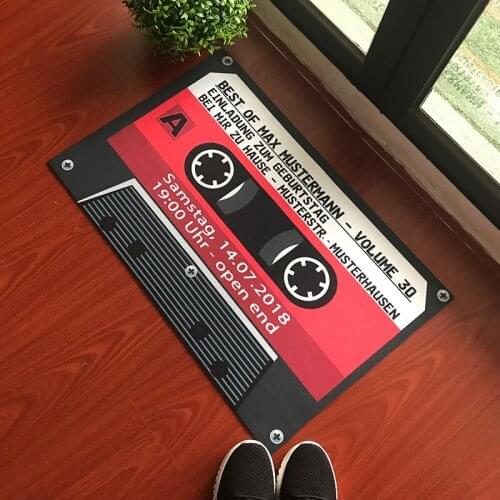 BEST OF MAX MUSTERMANN - VOLUME 30
EINLADUNG ZUM GEBURTSTAG
BEI MIR ZU HAUSE - MUSTERSTR.-MUSTERHAUSEN
A
Samstag, 14.07.2018
19:00 Uhr - open end